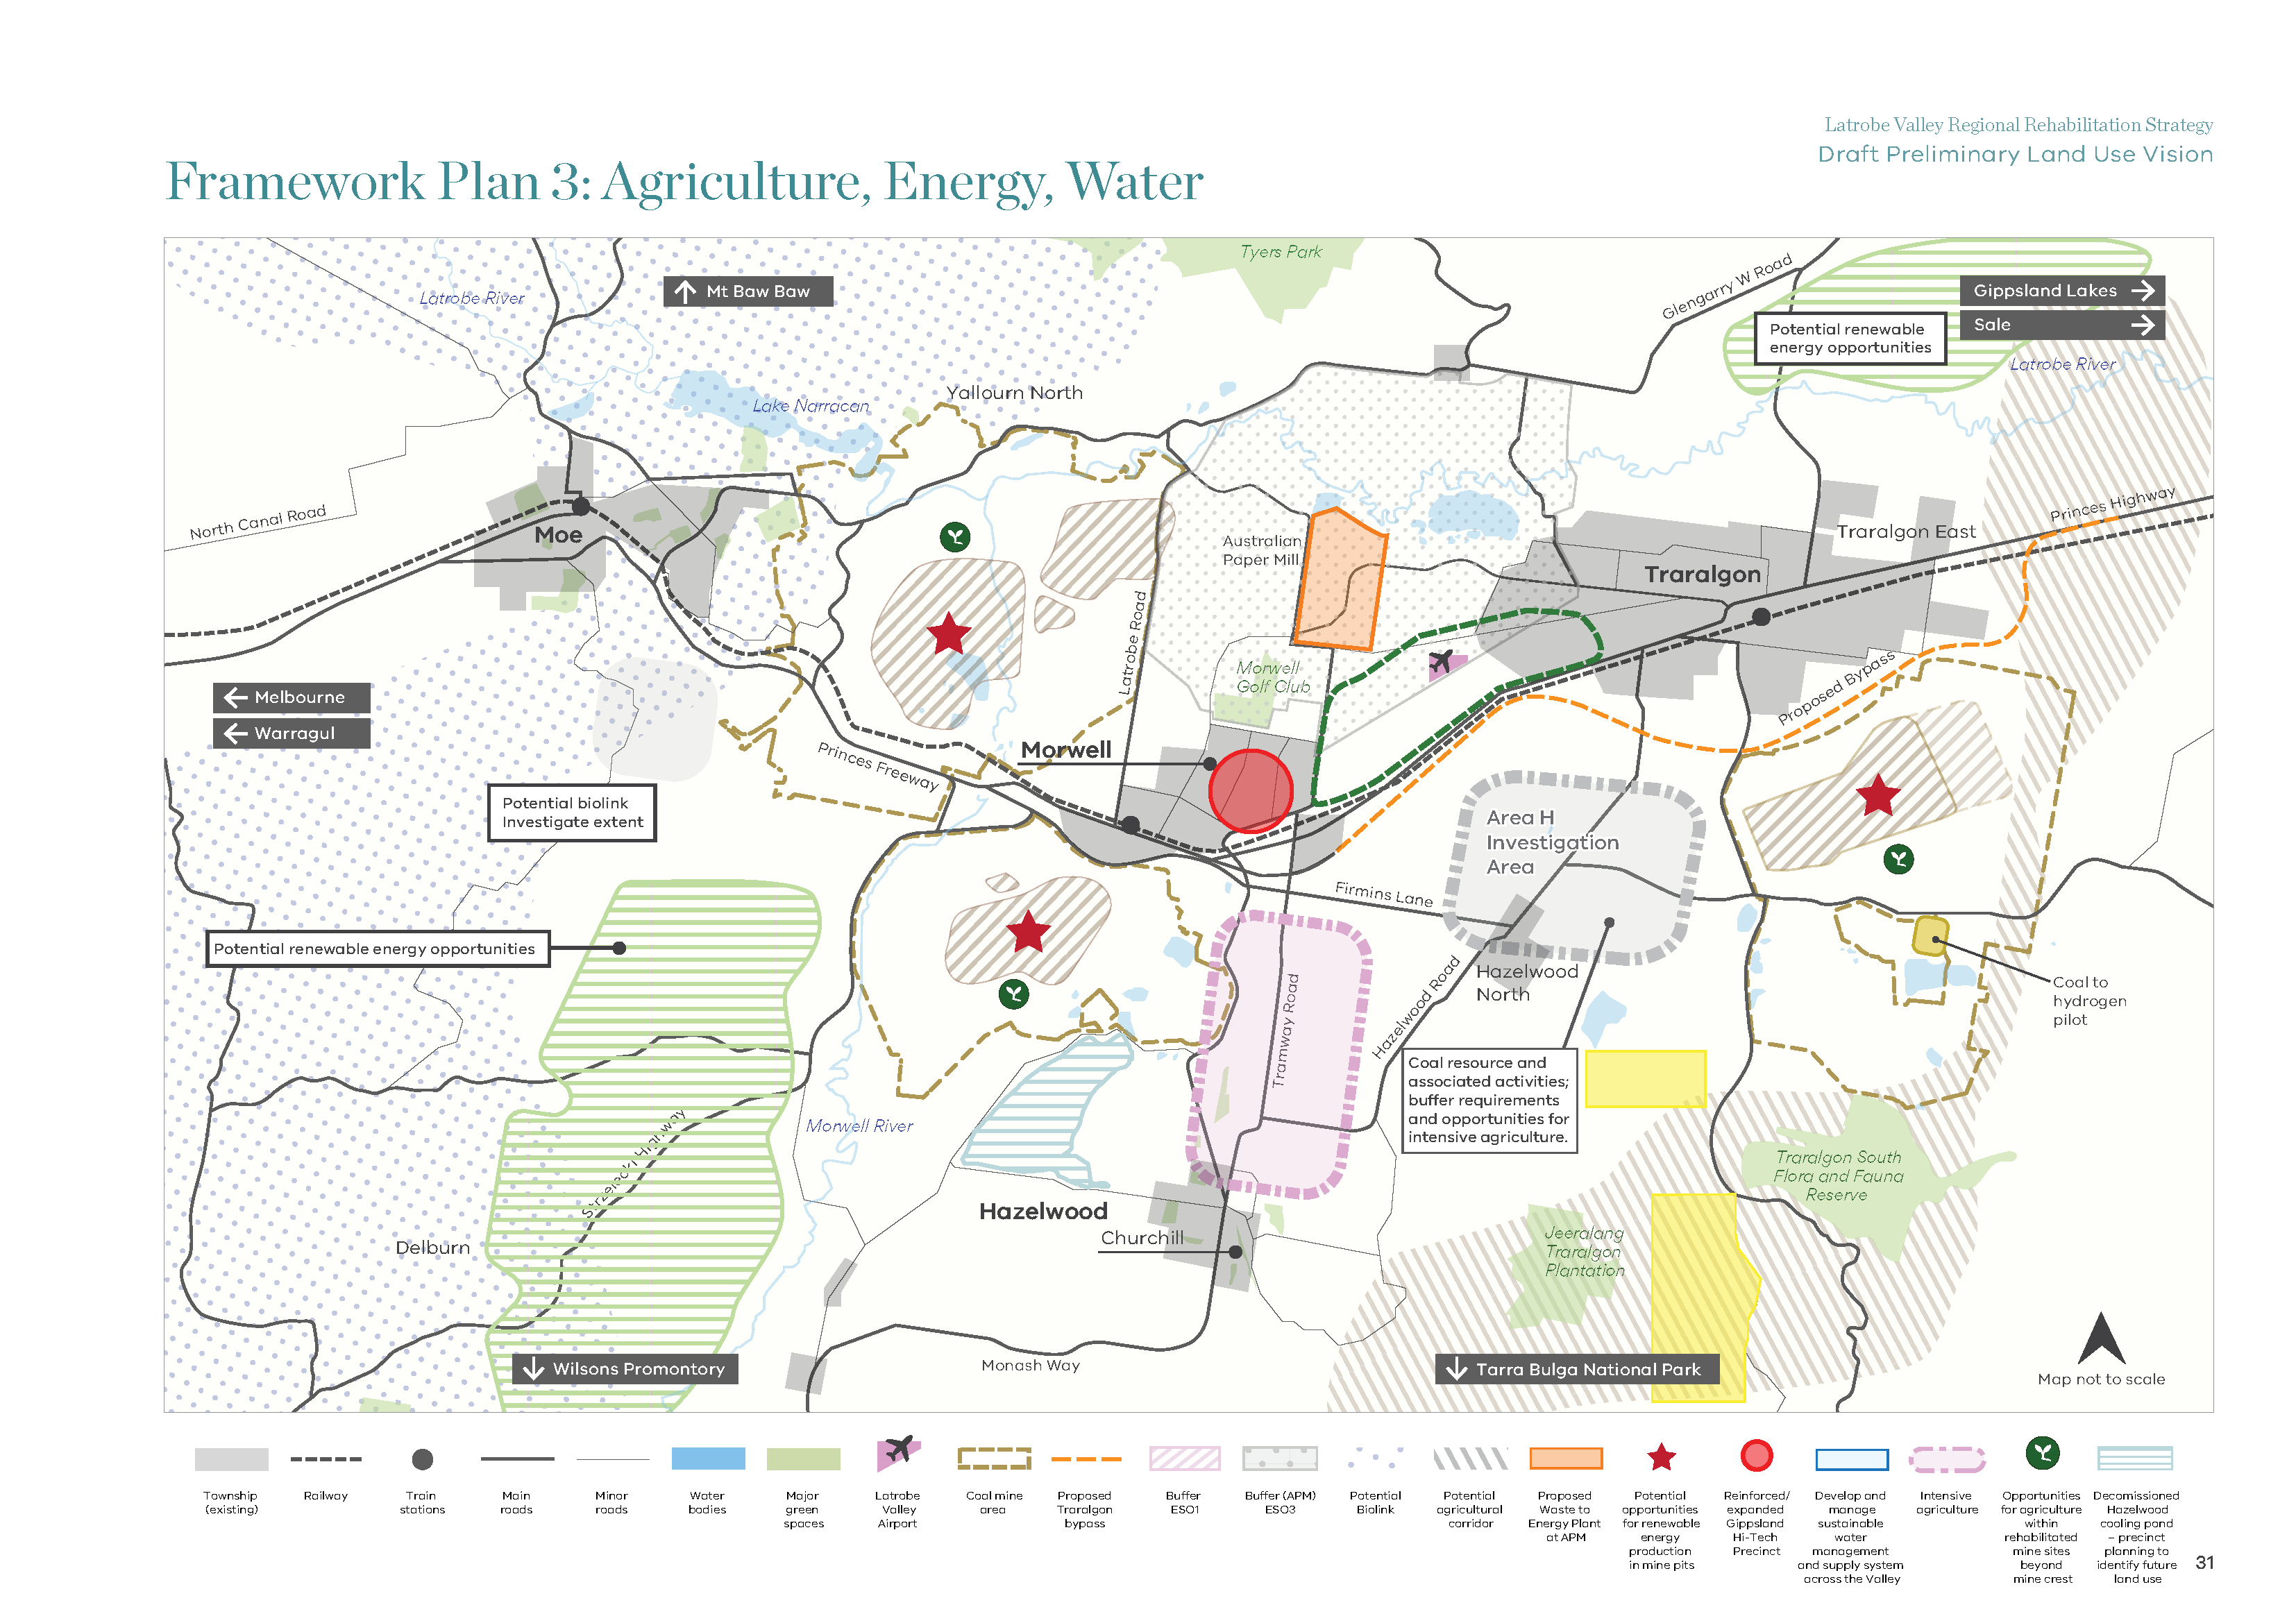 Latrobe Valley Regional Rehabilitation Strategy
Draft Preliminary Land Use Vision
Framework Plan 3: Agriculture, Energy, Water
Tyers Park
Glengarry W Road
Latrobe River
Mt Baw Baw
Gippsland Lakes
Sale
Potential renewable
energy opportunities
Latrobe River
Yallourn North
Lake Narracan
North Canal Road
Moe
Princes Highway
Traralgon East
Australian
Paper Mill
Traralgon
Latrobe Road
Morwell
Golf Club
Proposed Bypass
Melbourne
Warragul
Morwell
Princes Freeway
Potential biolink
Investigate extent
Area H
Investigation
Area
Firmins Lane
Potential renewable energy opportunities
Hazelwood
North
Hazelwood Road
Tramway Road
Coal to
hydrogen
pilot
Coal resource and
associated activities;
buffer requirements
and opportunities for
intensive agriculture.
Morwell River
Strzelecki Highway
Traralgon South
Flora and Fauna
Reserve
Hazelwood
Churchill
Delburn
Jeeralang
Traralgon
Plantation
Wilsons Promontory
Monash Way
Tarra Bulga National Park
Map not to scale
Township
(existing)
Railway
Train
stations
Main
roads
Minor
roads
Water
bodies
Major
green
spaces
Latrobe
Valley
Airport
Coal mine
area
Proposed
Traralgon
bypass
Buffer
ESO1
Buffer (APM)
ESO3
Potential
Biolink
Potential
agricultural
corridor
Proposed
Waste to
Energy Plant
at APM
Potential
opportunities
for renewable
energy
production
in mine pits
Reinforced/
expanded
Gippsland
Hi-Tech
Precinct
Develop and
manage
sustainable
water
management
and supply system
across the Valley
Intensive
agriculture
Opportunities
for agriculture
within
rehabilitated
mine sites
beyond
mine crest
Decomissioned
Hazelwood
cooling pond
– precinct
planning to
identify future
land use
31